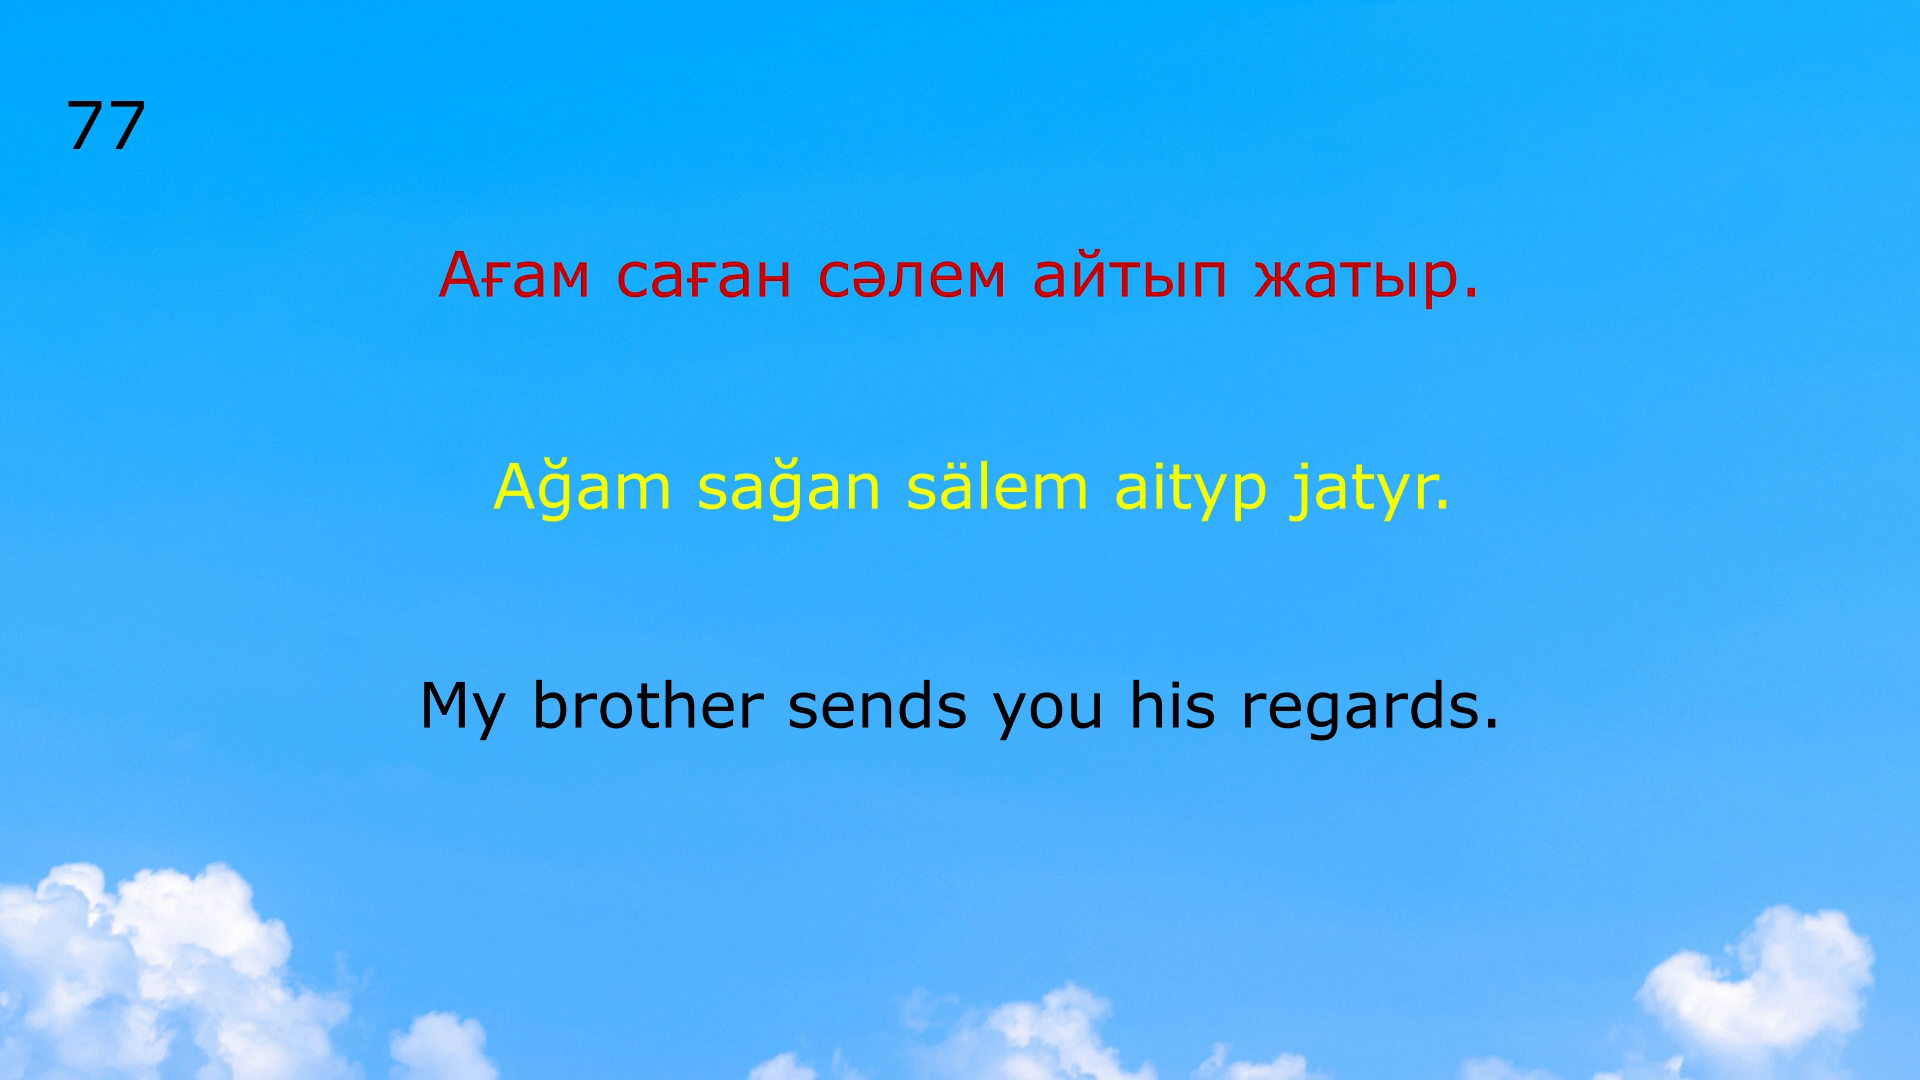 77
Ағам саған сәлем айтып жатыр.
Ağam sağan sälem aityp jatyr.
My brother sends you his regards.